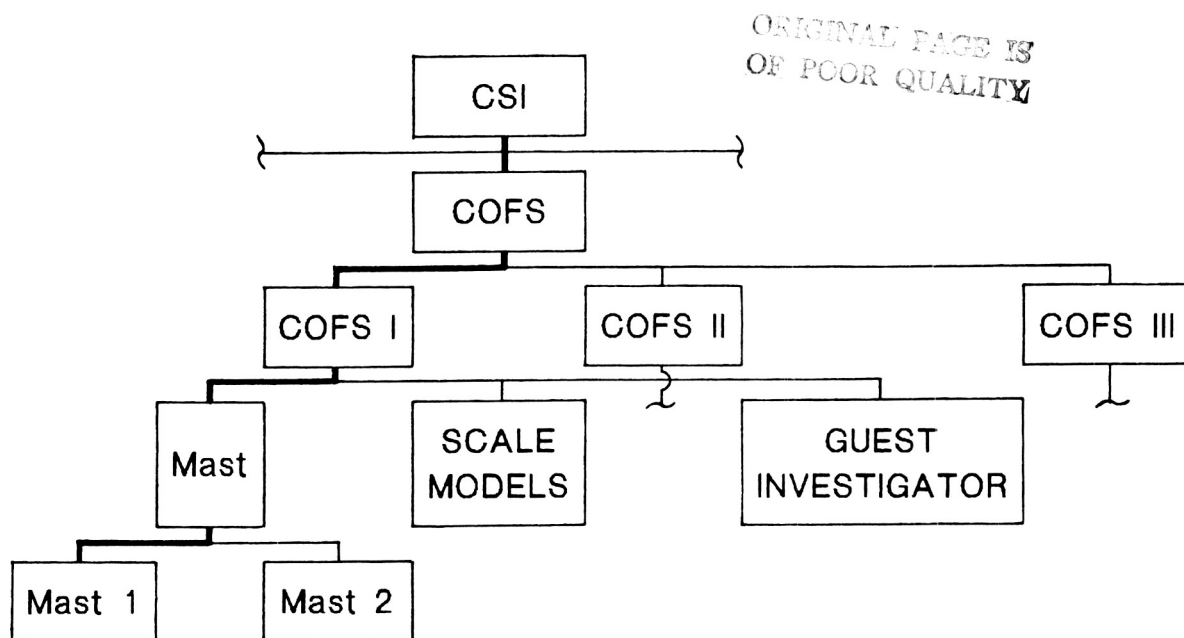 ORIGINAL PAGE IS
OF POOR QUALITY
CSI
COFS
COFS I
COFS II
COFS III
Mast
SCALE
MODELS
GUEST
INVESTIGATOR
Mast 1
Mast 2